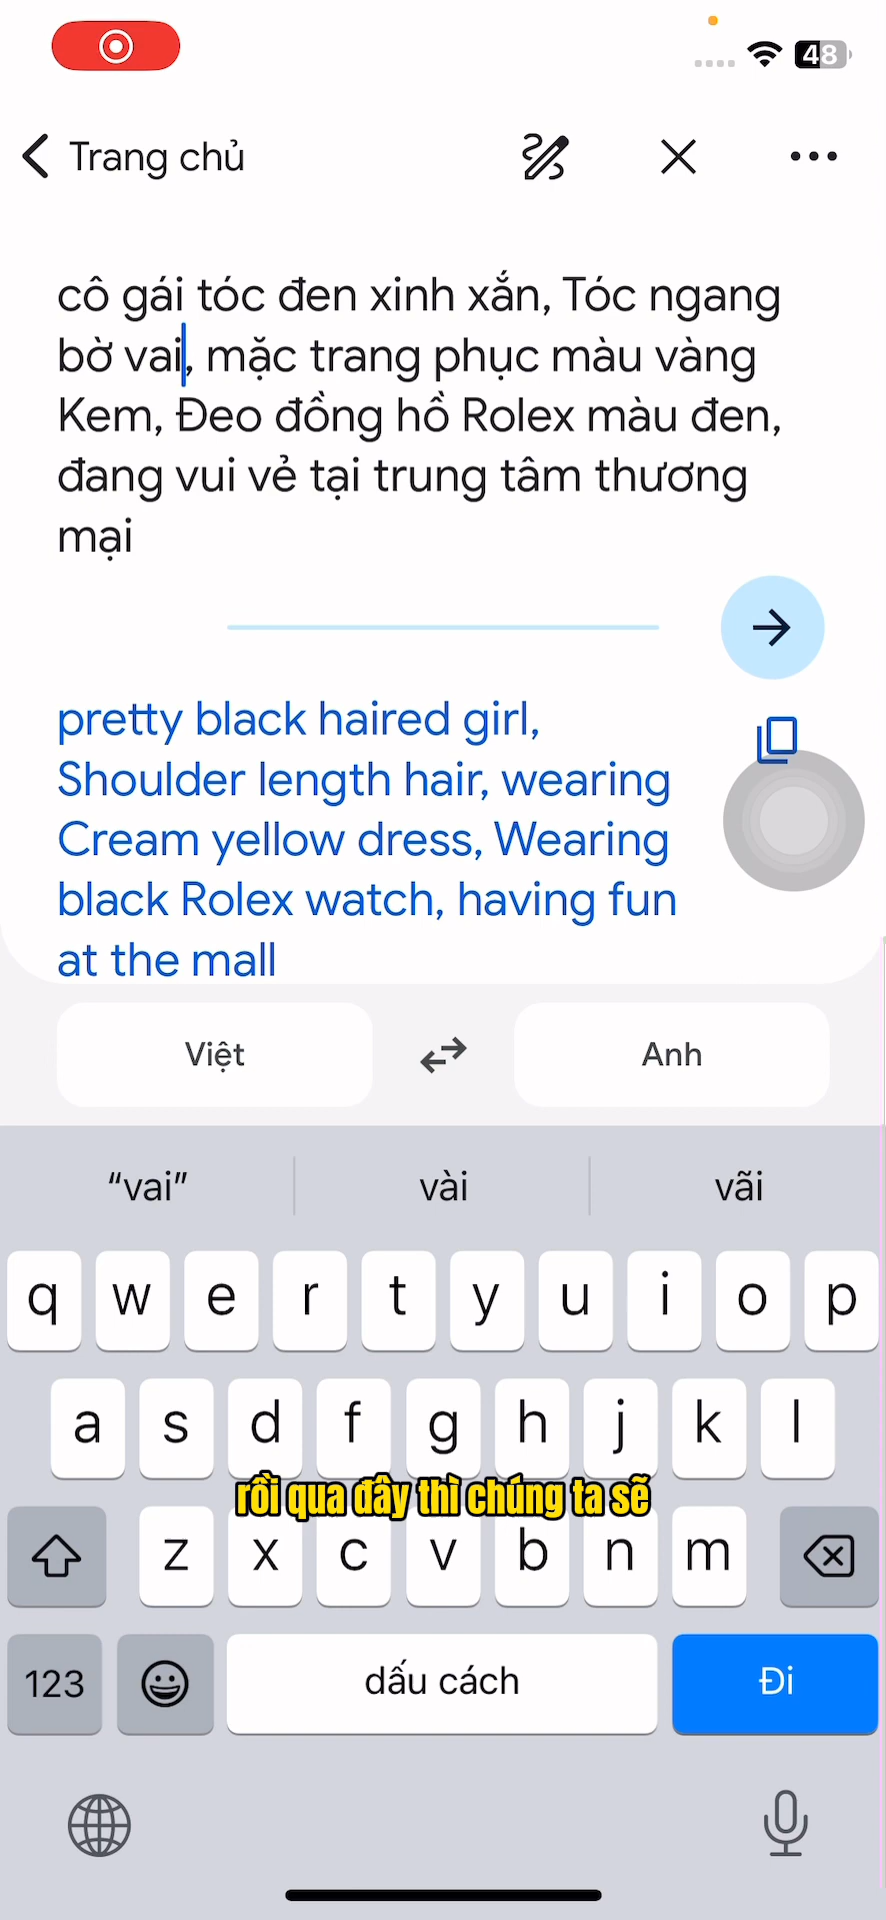 48
Trang chủ
cô gái tóc đen xinh xắn, Tóc ngang
bờ vai, mặc trang phục màu vàng
Kem, Đeo đồng hồ Rolex màu đen,
đang vui vẻ tại trung tâm thương
mại
pretty black haired girl,
Shoulder length hair, wearing
Cream yellow dress, Wearing
black Rolex watch, having fun
at the mall
Việt Anh
“vai” vài vãi
q w e r t y u i o p
a s d f g h j k l
rồi qua đây thì chúng ta sẽ
z x c v b n m
123 dấu cách Đi